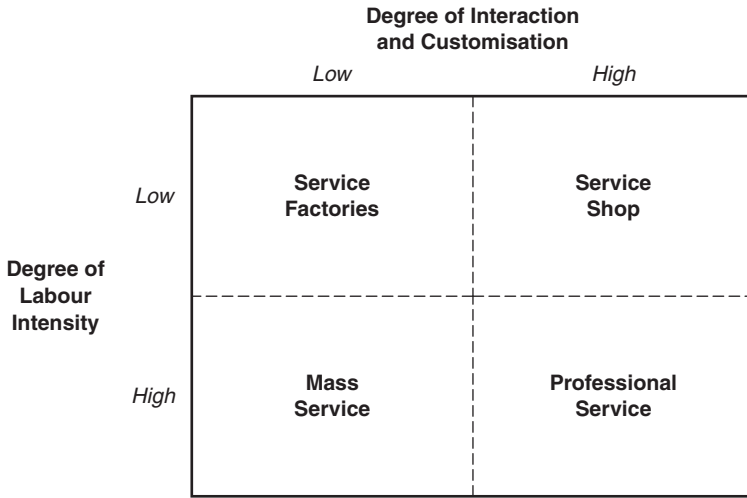 Degree of Interaction
and Customisation
Low
High
Service
Factories
Service
Shop
Low
Degree of
Labour
Intensity
Mass
Service
Professional
Service
High